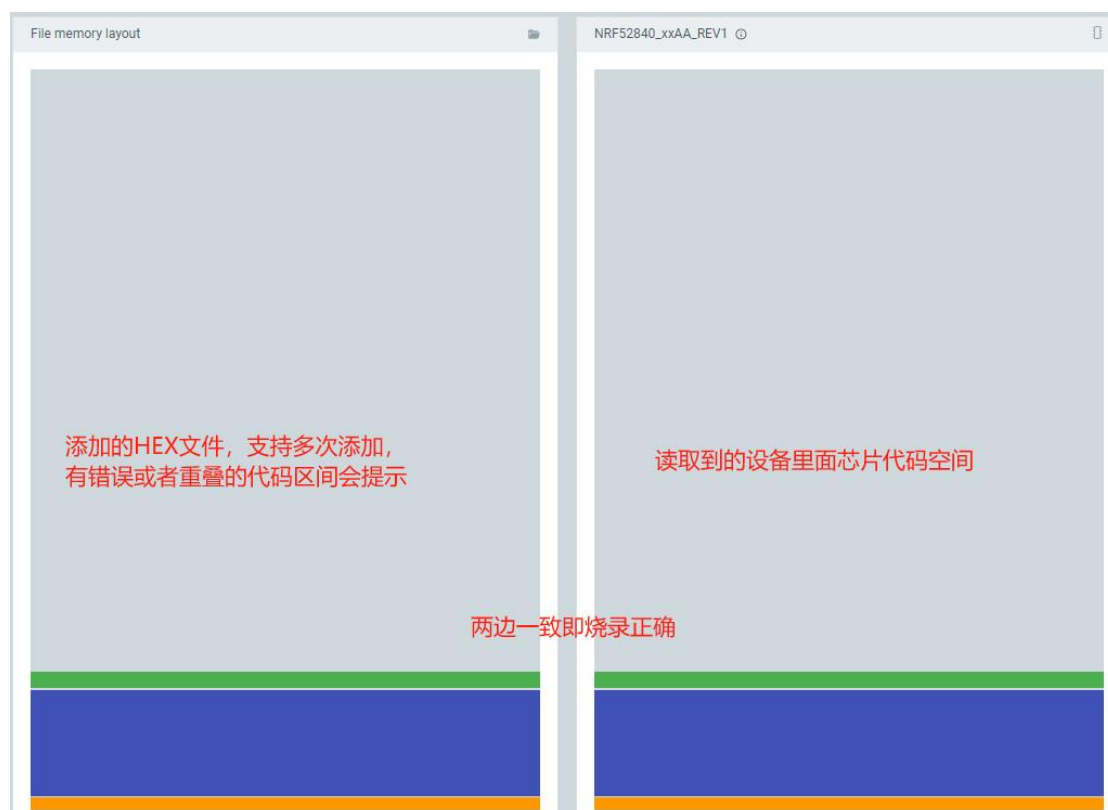 File memory layout
NRF52840_xxAA_REV1
添加的HEX文件，支持多次添加，
有错误或者重叠的代码区间会提示
读取到的设备里面芯片代码空间
两边一致即烧录正确